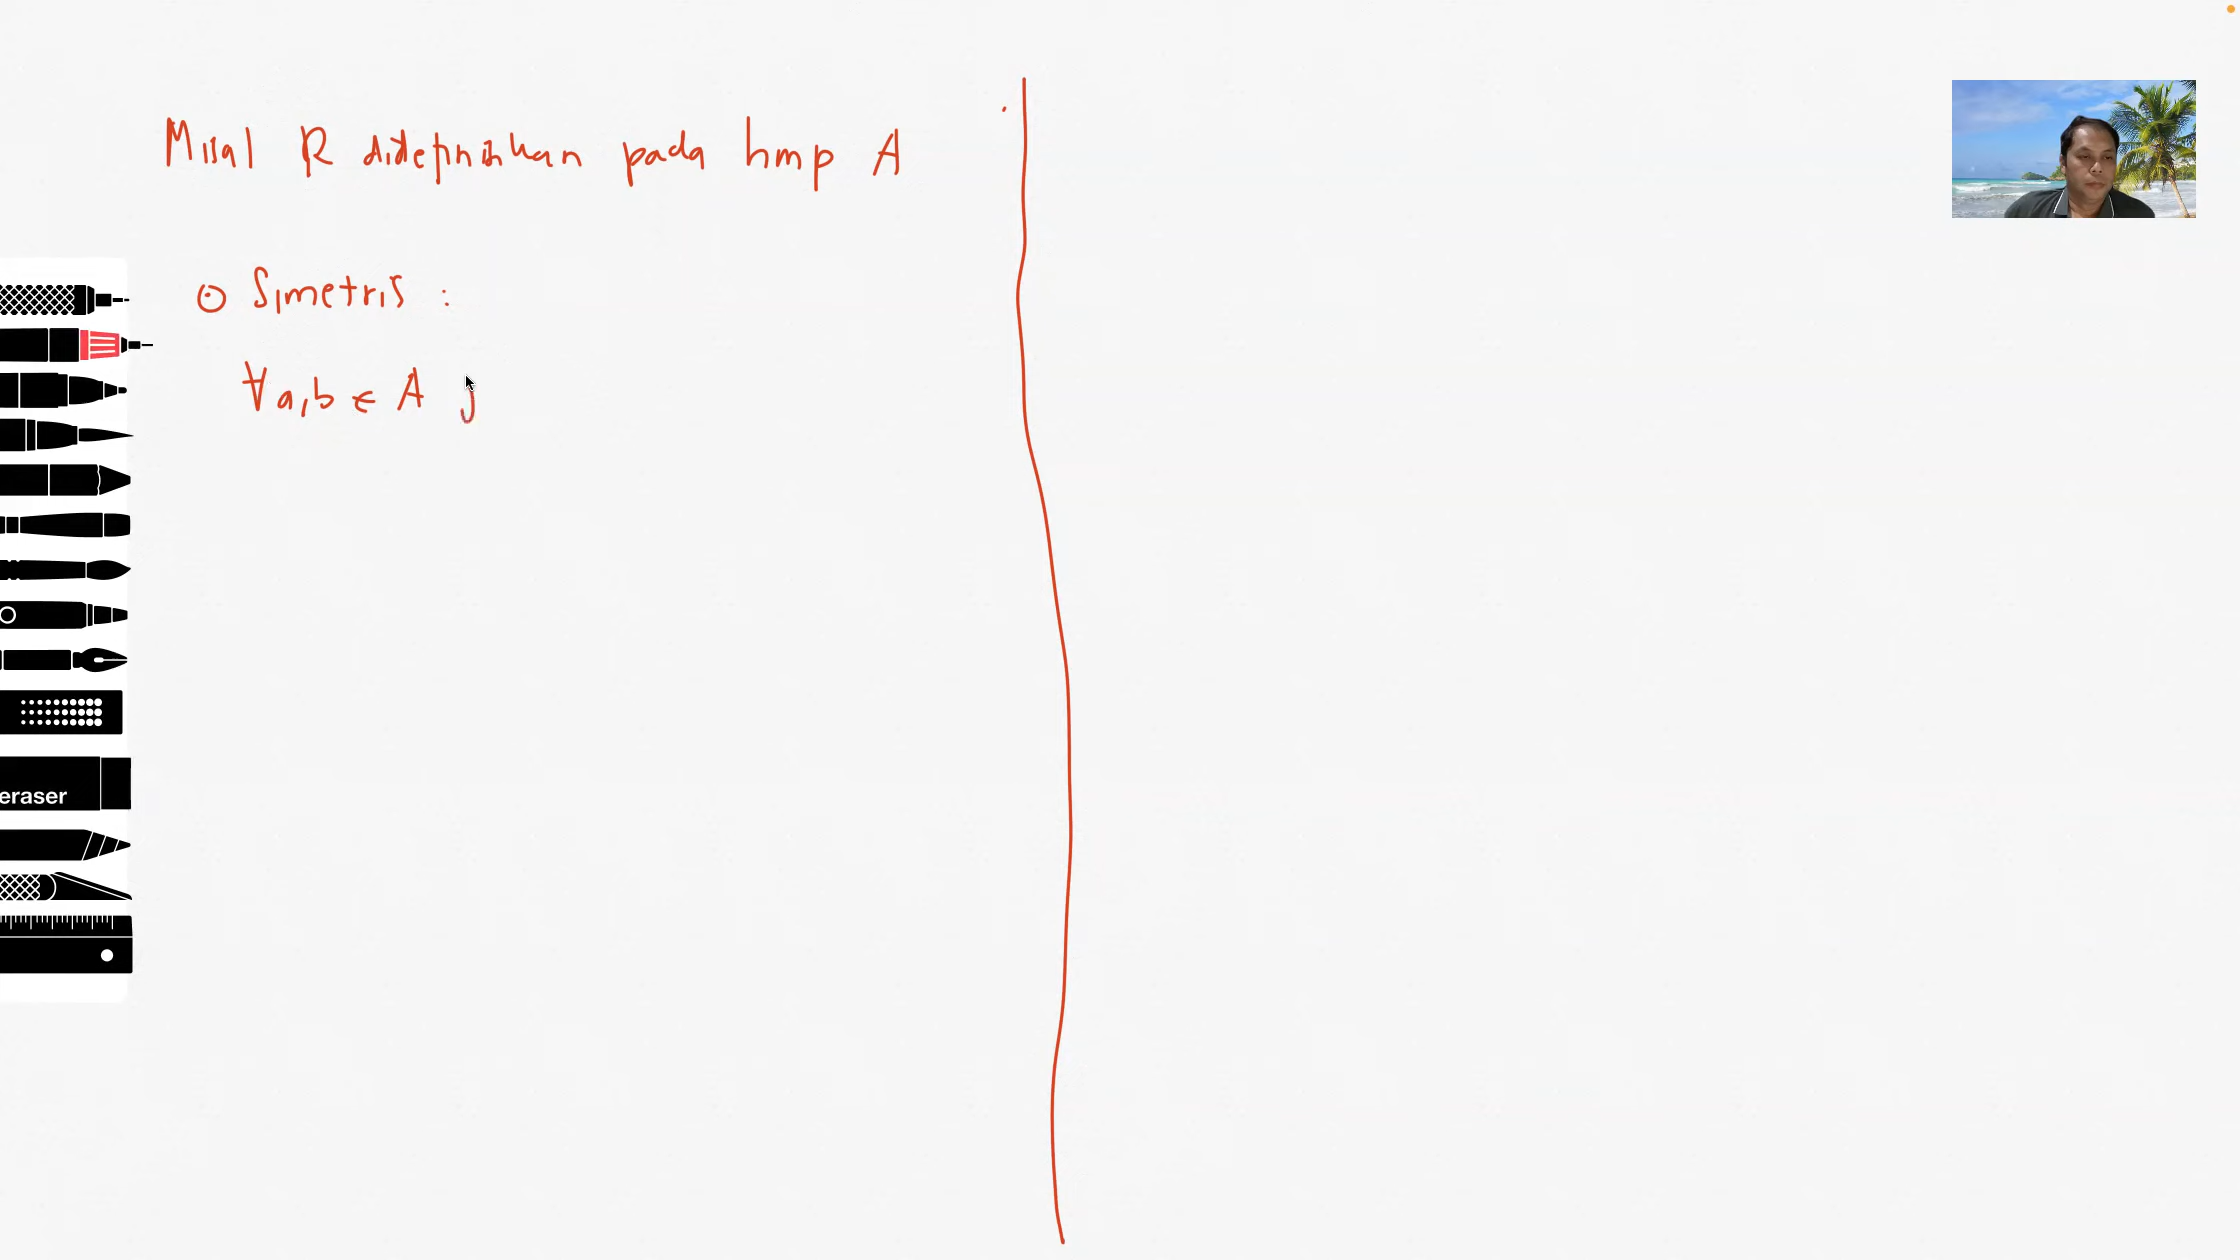 Misal R didefinisikan pada hmp A
⊙ Simetris :
∀a,b ∈ A j
eraser